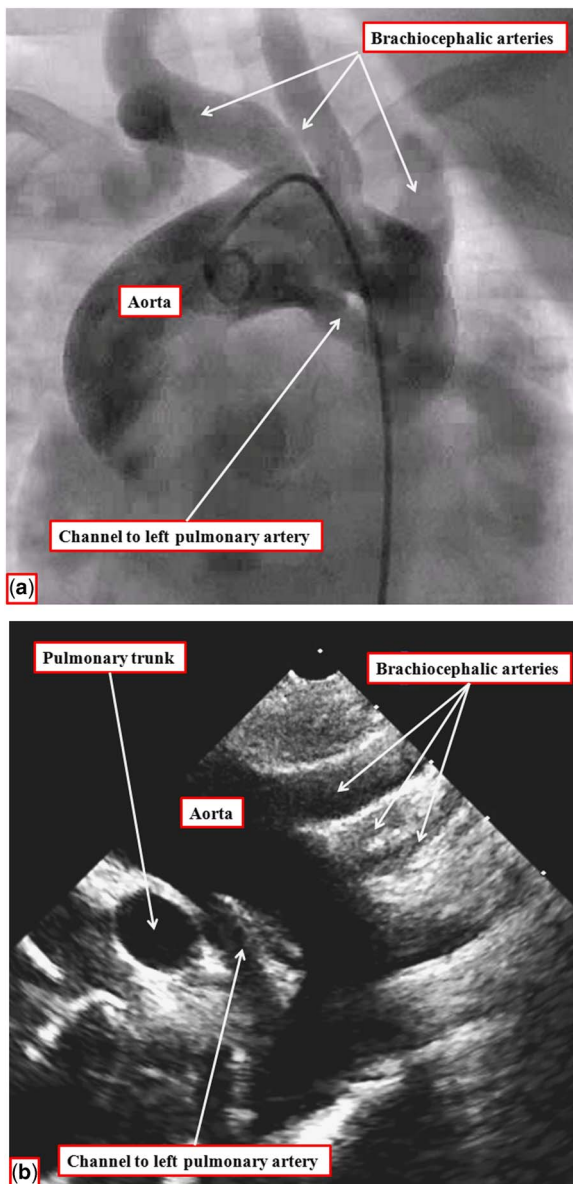 Brachiocephalic arteries
Aorta
Channel to left pulmonary artery
(a)
Pulmonary trunk
Brachiocephalic arteries
Aorta
Channel to left pulmonary artery
(b)